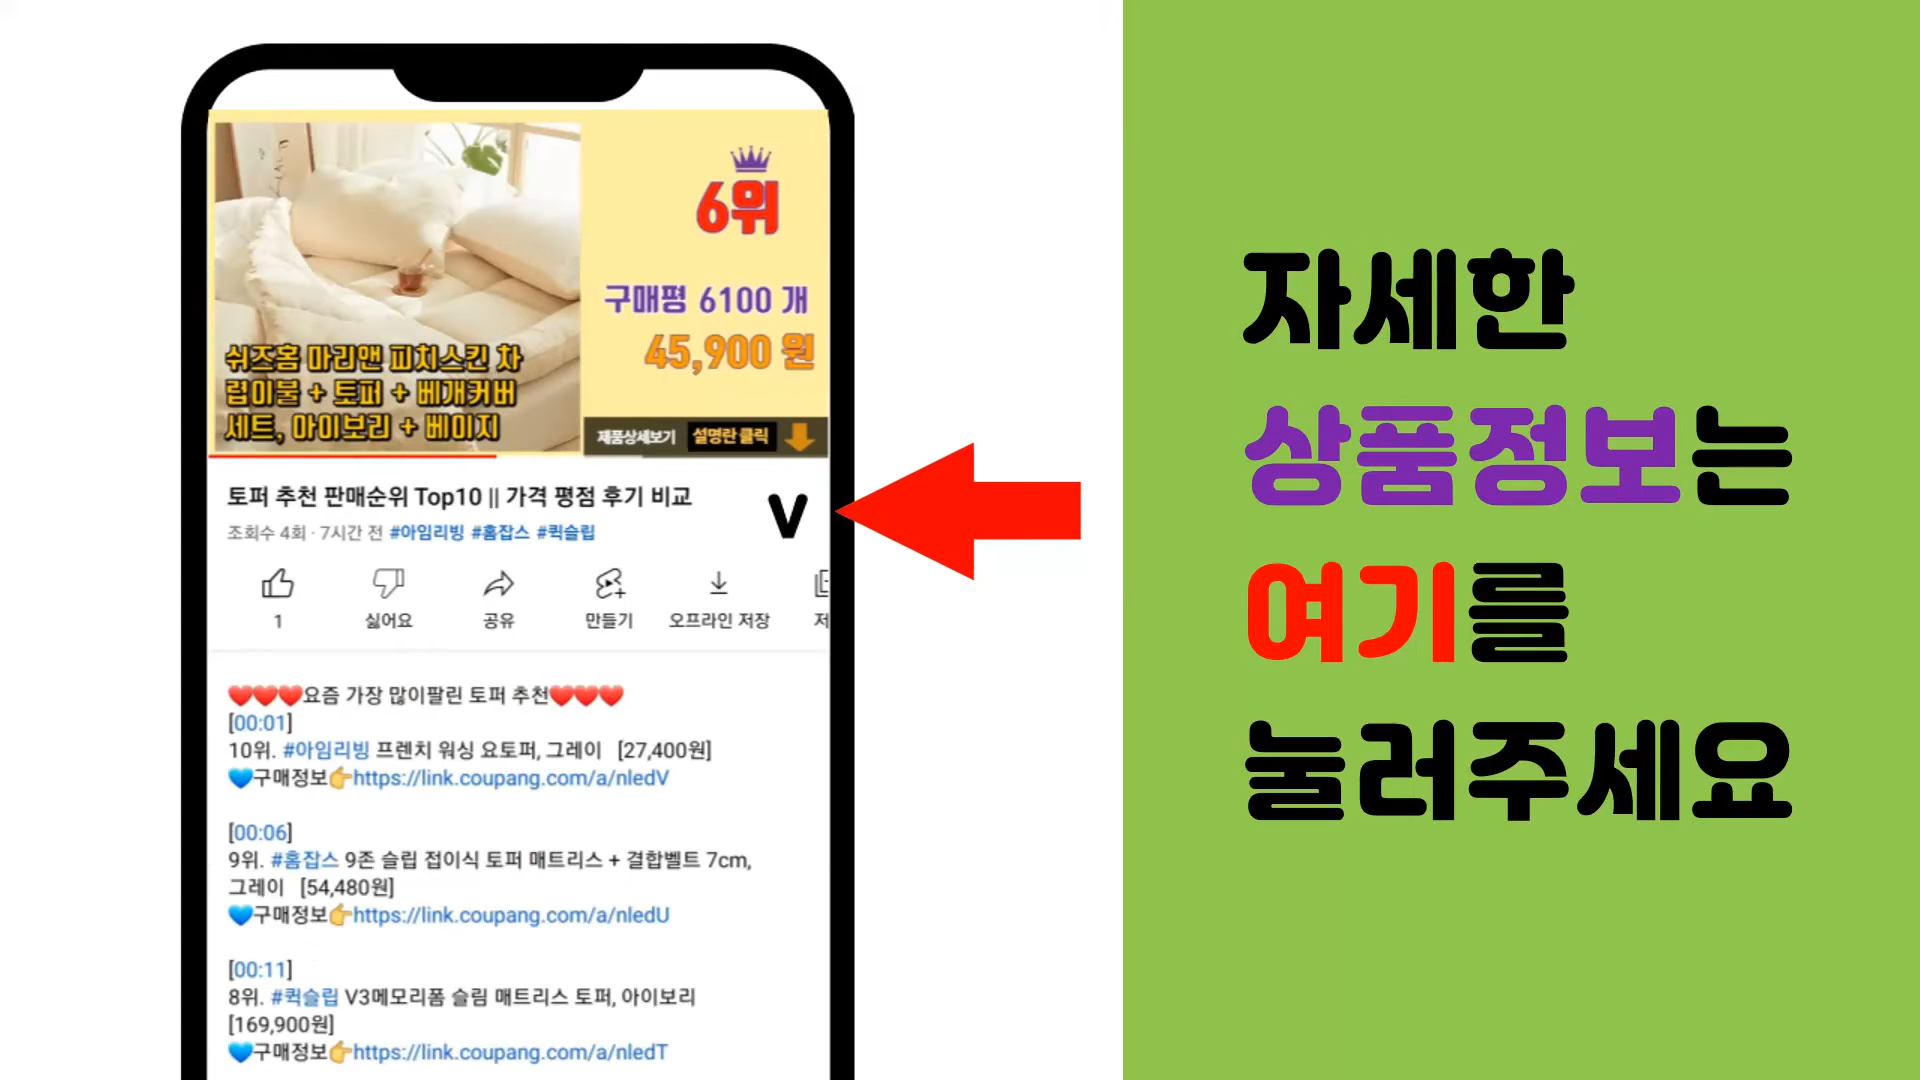 6위
구매평 6100 개
45,900 원
쉬즈홈 마리앤 피치스킨 차
렵이불 + 토퍼 + 베개커버
세트, 아이보리 + 베이지
제품상세보기 설명란 클릭
토퍼 추천 판매순위 Top10 || 가격 평점 후기 비교
V
조회수 4회 · 7시간 전 #아임리빙 #홈잡스 #퀵슬립
1 싫어요 공유 만들기 오프라인 저장 저
❤️❤️❤️요즘 가장 많이팔린 토퍼 추천❤️❤️❤️
[00:01]
10위. #아임리빙 프렌치 워싱 요토퍼, 그레이 [27,400원]
💙구매정보👉https://link.coupang.com/a/nledV
[00:06]
9위. #홈잡스 9존 슬립 접이식 토퍼 매트리스 + 결합벨트 7cm,
그레이 [54,480원]
💙구매정보👉https://link.coupang.com/a/nledU
[00:11]
8위. #퀵슬립 V3메모리폼 슬림 매트리스 토퍼, 아이보리
[169,900원]
💙구매정보👉https://link.coupang.com/a/nledT
자세한
상품정보는
여기를
눌러주세요